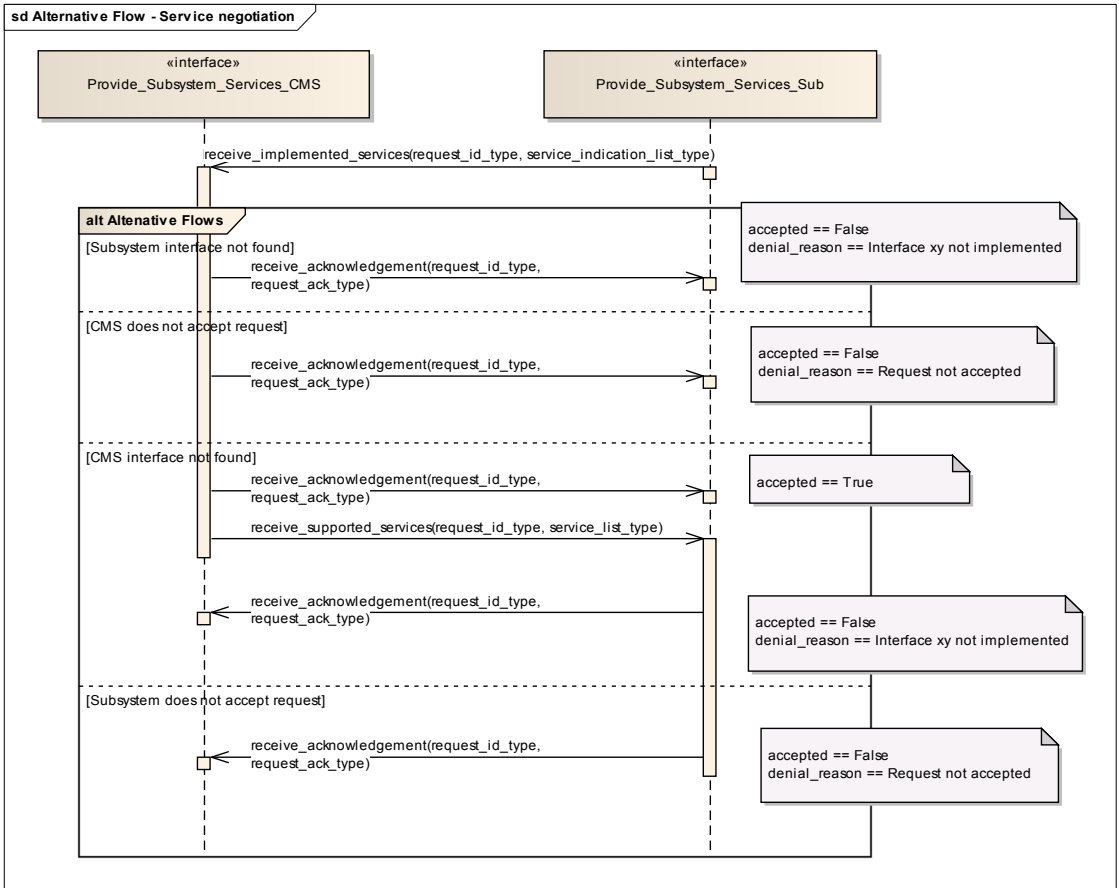 sd Alternative Flow - Service negotiation
«interface»
Provide_Subsystem_Services_CMS
«interface»
Provide_Subsystem_Services_Sub
receive_implemented_services(request_id_type, service_indication_list_type)
alt Altenative Flows
[Subsystem interface not found]
receive_acknowledgement(request_id_type,
request_ack_type)
accepted == False
denial_reason == Interface xy not implemented
[CMS does not accept request]
receive_acknowledgement(request_id_type,
request_ack_type)
accepted == False
denial_reason == Request not accepted
[CMS interface not found]
receive_acknowledgement(request_id_type,
request_ack_type)
accepted == True
receive_supported_services(request_id_type, service_list_type)
receive_acknowledgement(request_id_type,
request_ack_type)
accepted == False
denial_reason == Interface xy not implemented
[Subsystem does not accept request]
receive_acknowledgement(request_id_type,
request_ack_type)
accepted == False
denial_reason == Request not accepted